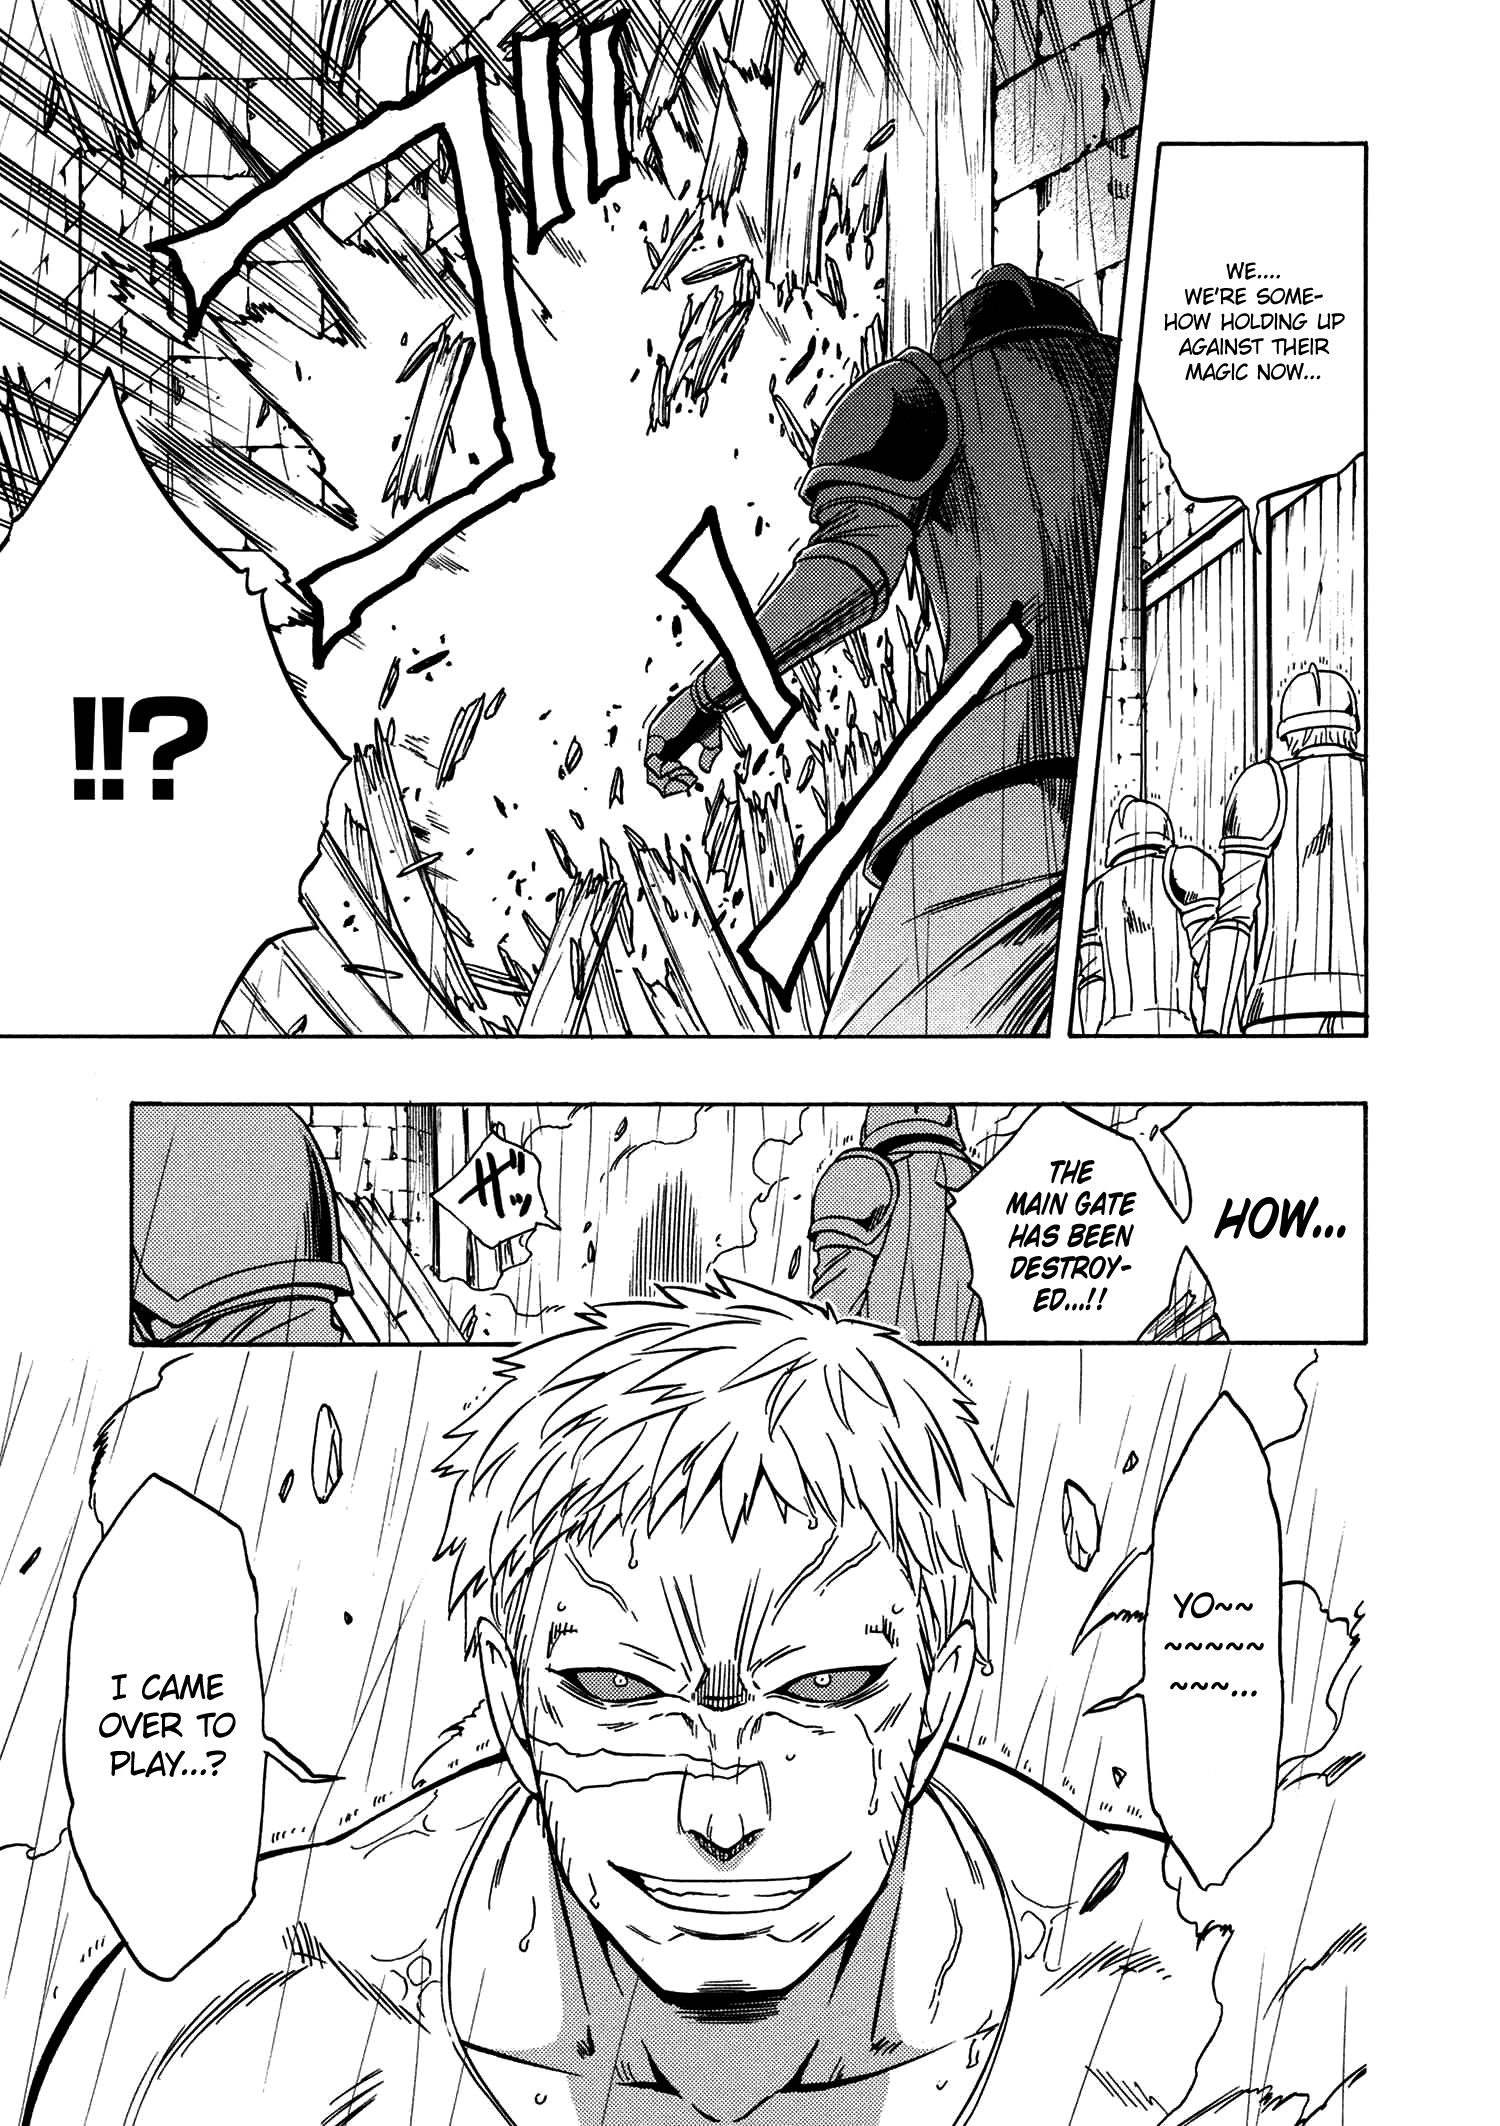 WE....
WE'RE SOME-
HOW HOLDING UP
AGAINST THEIR
MAGIC NOW...
!!?
HOW...
THE
MAIN GATE
HAS BEEN
DESTROY-
ED...!!
ザッ
YO~~
~~~~~
~~~...
I CAME
OVER TO
PLAY...?